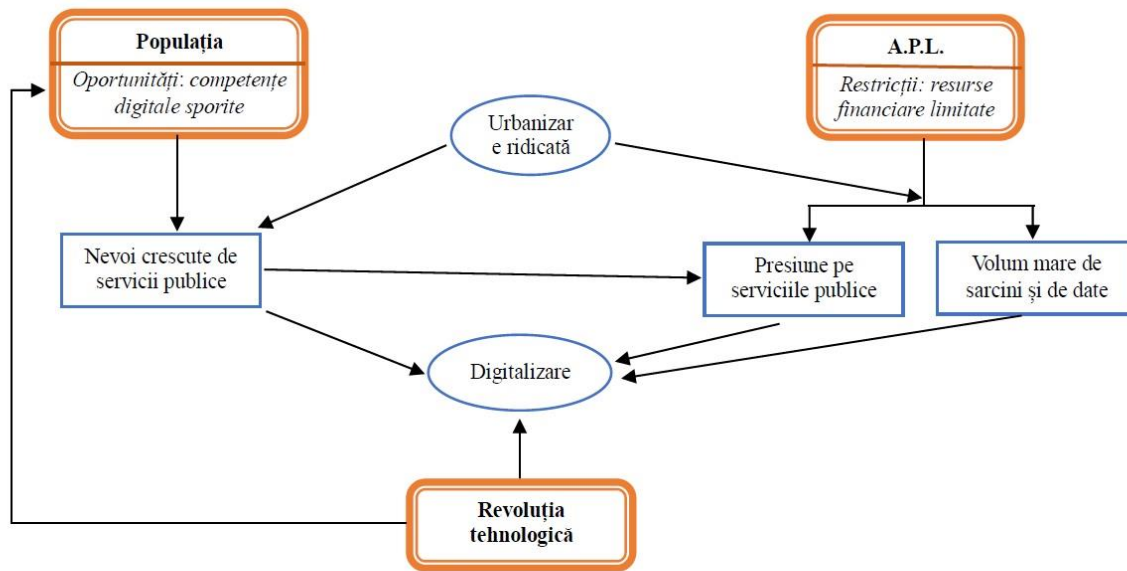 Populația
Oportunități: competențe
digitale sporite
A.P.L.
Restricții: resurse
financiare limitate
Urbanizar
e ridicată
Nevoi crescute de
servicii publice
Presiune pe
serviciile publice
Volum mare de
sarcini și de date
Digitalizare
Revoluția
tehnologică